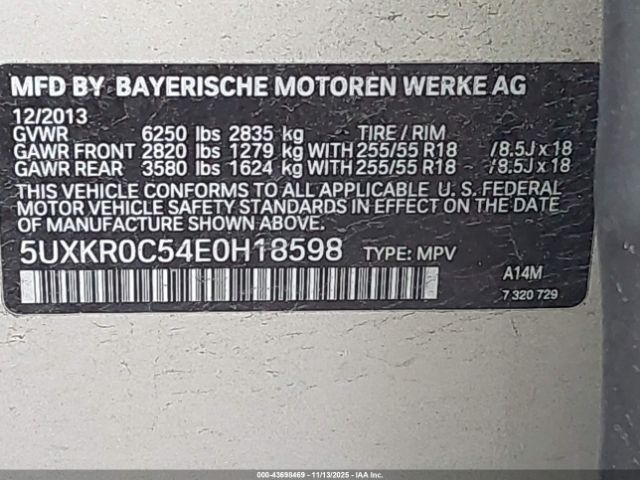 MFD BY BAYERISCHE MOTOREN WERKE AG
12/2013
GVWR 6250 lbs 2835 kg TIRE / RIM
GAWR FRONT 2820 lbs 1279 kg WITH 255/55 R18 /8.5J x 18
GAWR REAR 3580 lbs 1624 kg WITH 255/55 R18 /8.5J x 18
THIS VEHICLE CONFORMS TO ALL APPLICABLE U. S. FEDERAL
MOTOR VEHICLE SAFETY STANDARDS IN EFFECT ON THE DATE
OF MANUFACTURE SHOWN ABOVE.
5UXKR0C54E0H18598 TYPE: MPV
A14M
7 320 729
000-43698469 - 11/13/2025 - IAAI, Inc.